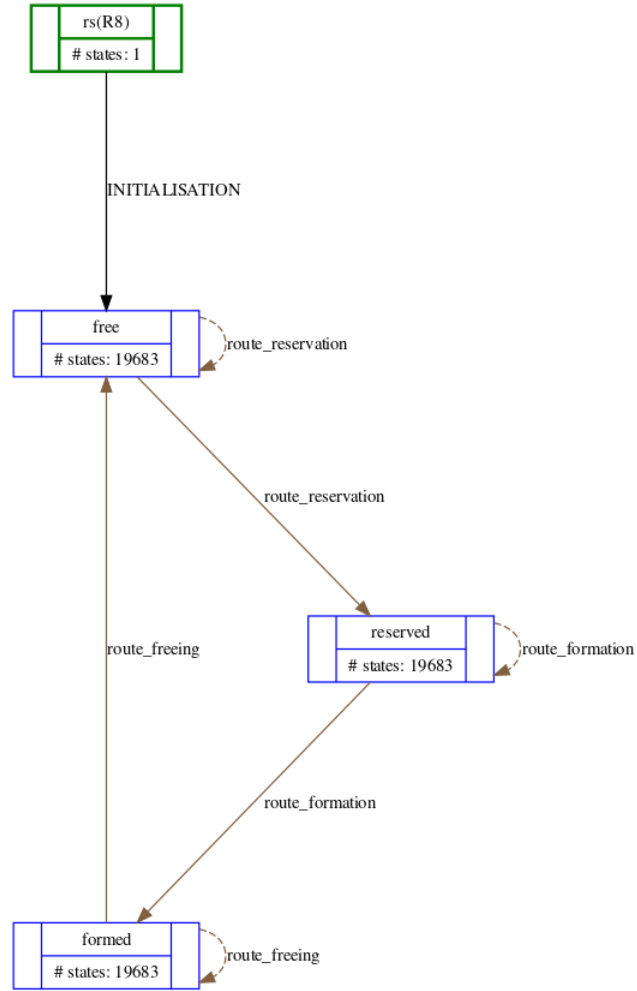 rs(R8)
# states: 1
INITIALISATION
free
# states: 19683
route_reservation
route_reservation
reserved
# states: 19683
route_formation
route_freeing
route_formation
formed
# states: 19683
route_freeing